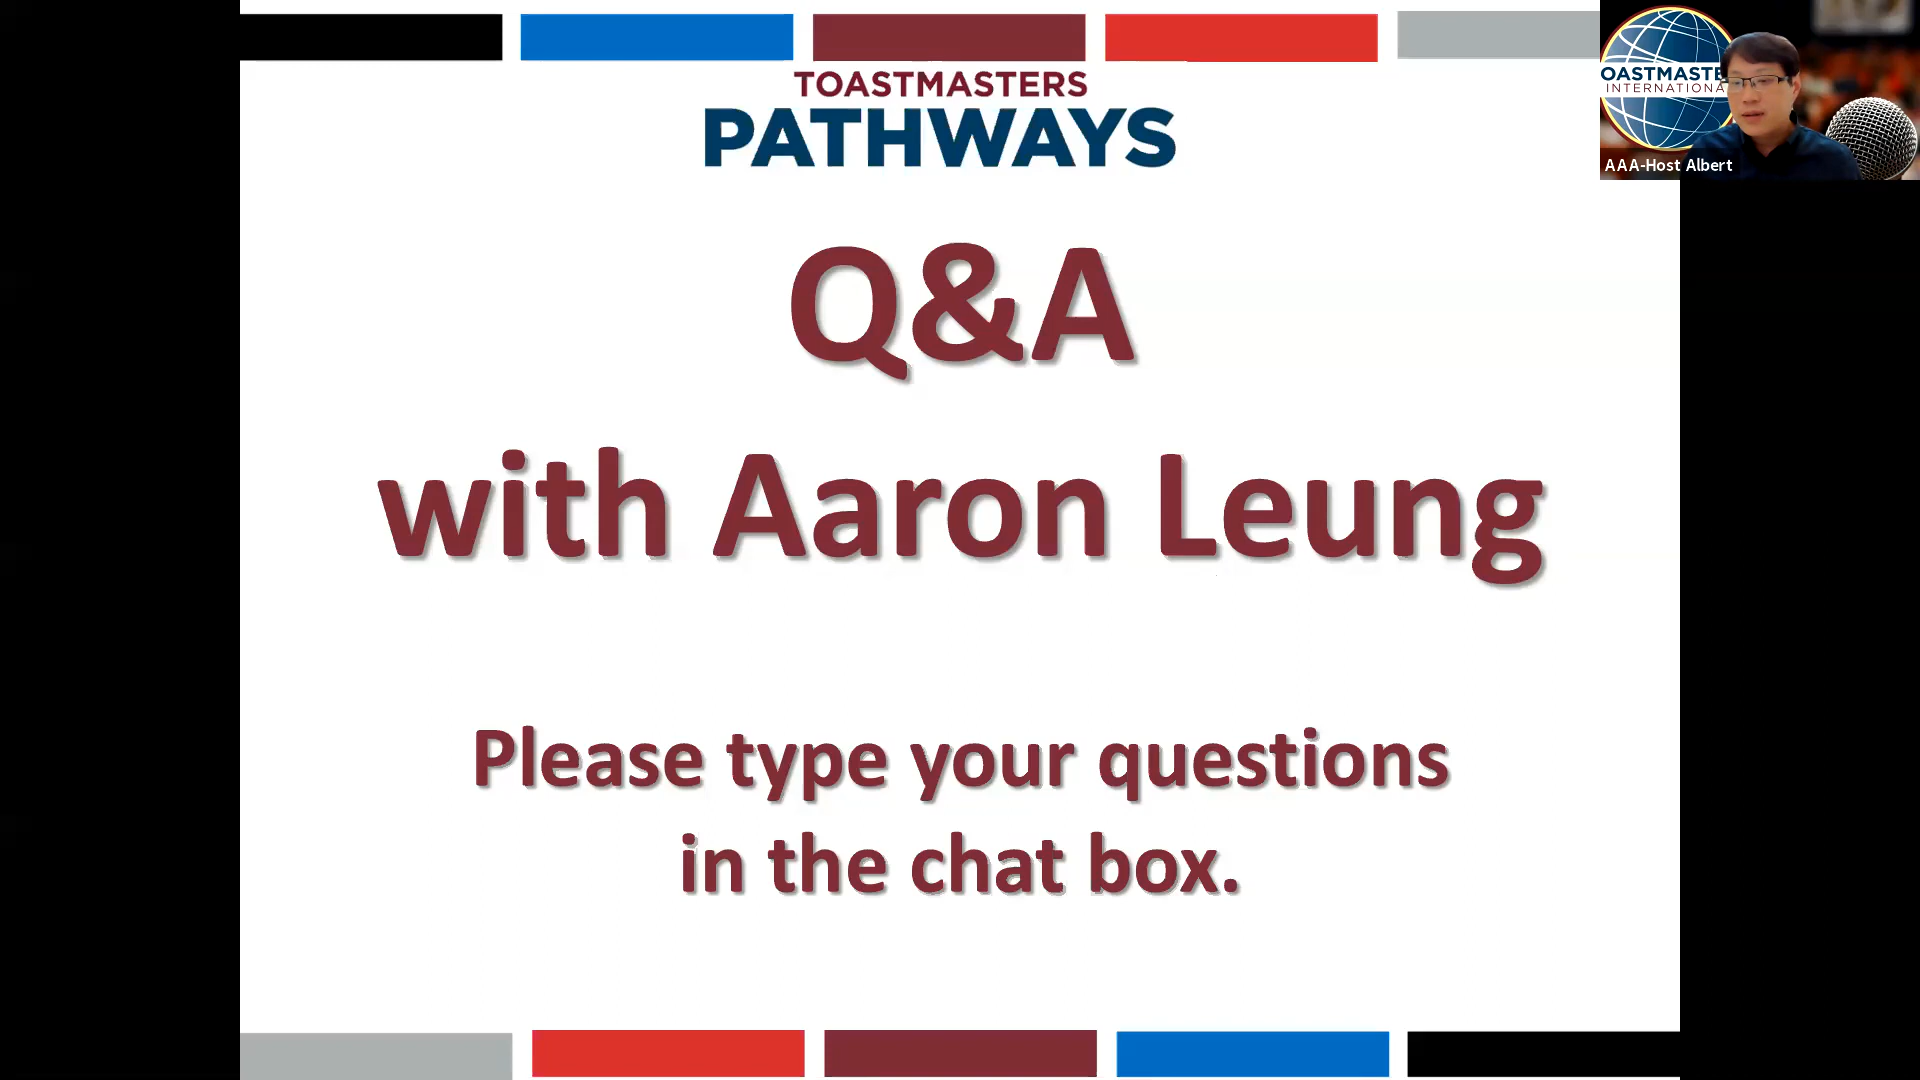 TOASTMASTERS
PATHWAYS
Q&A
with Aaron Leung
Please type your questions
in the chat box.
OASTMASTE
INTERNATIONA
AAA-Host Albert